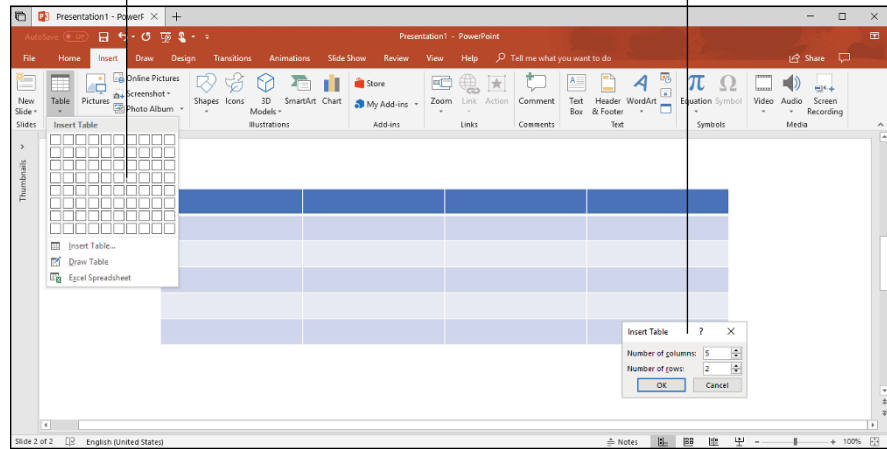 Presentation1 - PowerF
AutoSave Off
Presentation1 - PowerPoint
File Home Insert Draw Design Transitions Animations Slide Show Review View Help Tell me what you want to do Share
New Slide
Table
Pictures
Online Pictures
Screenshot
Photo Album
Shapes Icons 3D Models SmartArt Chart
Store
My Add-ins
Zoom Link Action
Comment
Text Box Header & Footer WordArt
Equation Symbol
Video Audio Screen Recording
Slides Illustrations Add-ins Links Comments Text Symbols Media
Insert Table
Insert Table...
Draw Table
Excel Spreadsheet
Thumbnails
Insert Table ?
Number of columns: 5
Number of rows: 2
OK Cancel
Slide 2 of 2 English (United States) Notes 100%